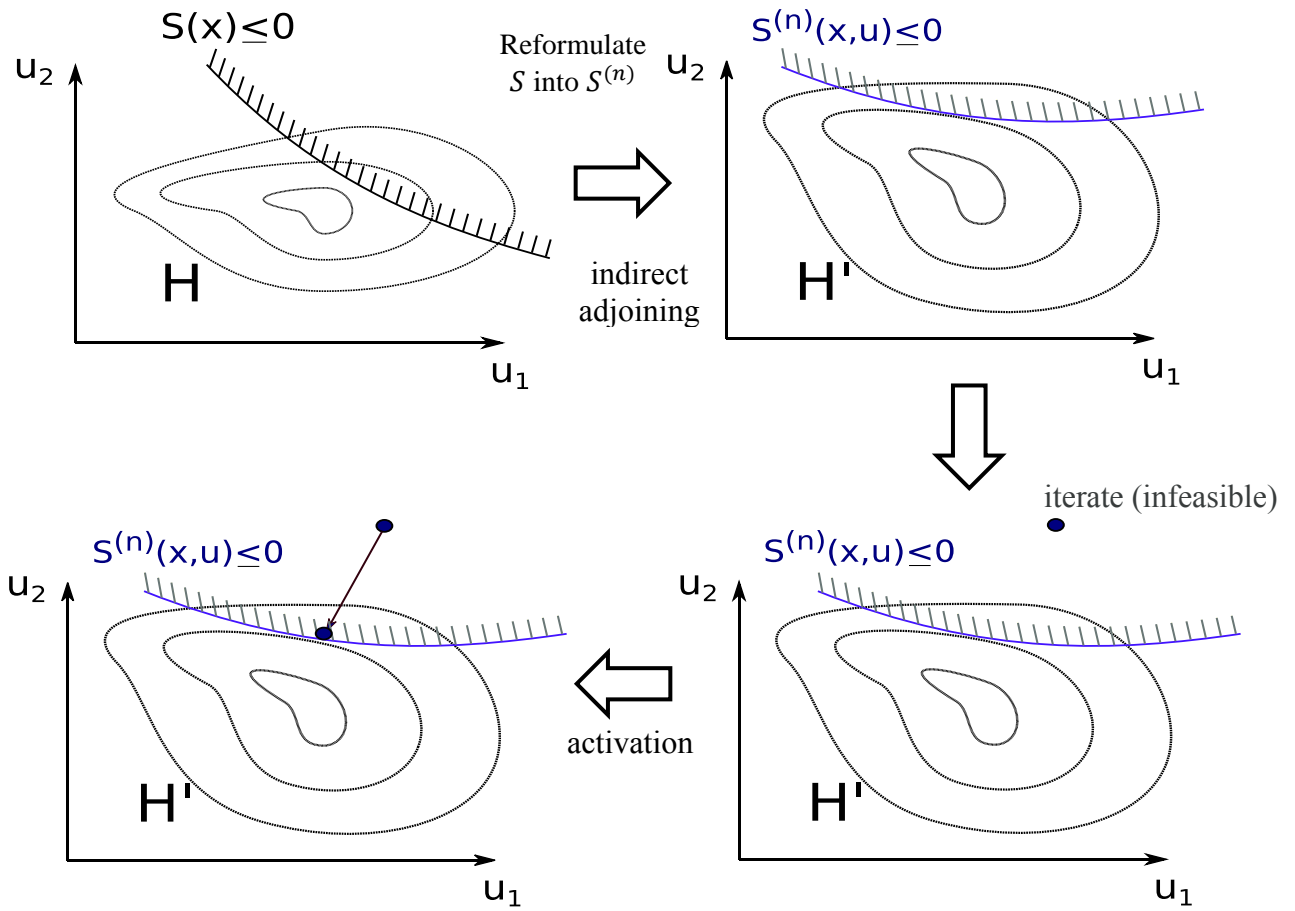 S(x)≤0
u₂
H
u₁
Reformulate
S into S⁽ⁿ⁾
indirect
adjoining
S⁽ⁿ⁾(x,u)≤0
u₂
H'
u₁
iterate (infeasible)
S⁽ⁿ⁾(x,u)≤0
u₂
H'
u₁
activation
S⁽ⁿ⁾(x,u)≤0
u₂
H'
u₁